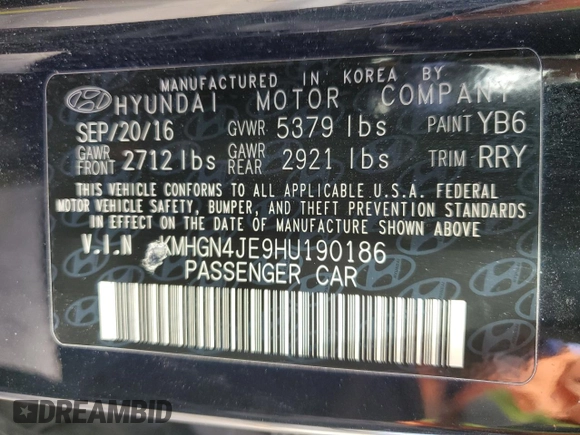 MANUFACTURED IN KOREA BY
HYUNDAI MOTOR COMPANY
SEP/20/16 GVWR 5379 lbs PAINT YB6
GAWR FRONT 2712 lbs GAWR REAR 2921 lbs TRIM RRY
THIS VEHICLE CONFORMS TO ALL APPLICABLE U.S.A. FEDERAL
MOTOR VEHICLE SAFETY, BUMPER, AND THEFT PREVENTION STANDARDS
IN EFFECT ON THE DATE OF MANUFACTURE SHOWN ABOVE
V.I.N KMHGN4JE9HU190186
PASSENGER CAR
DREAMBID